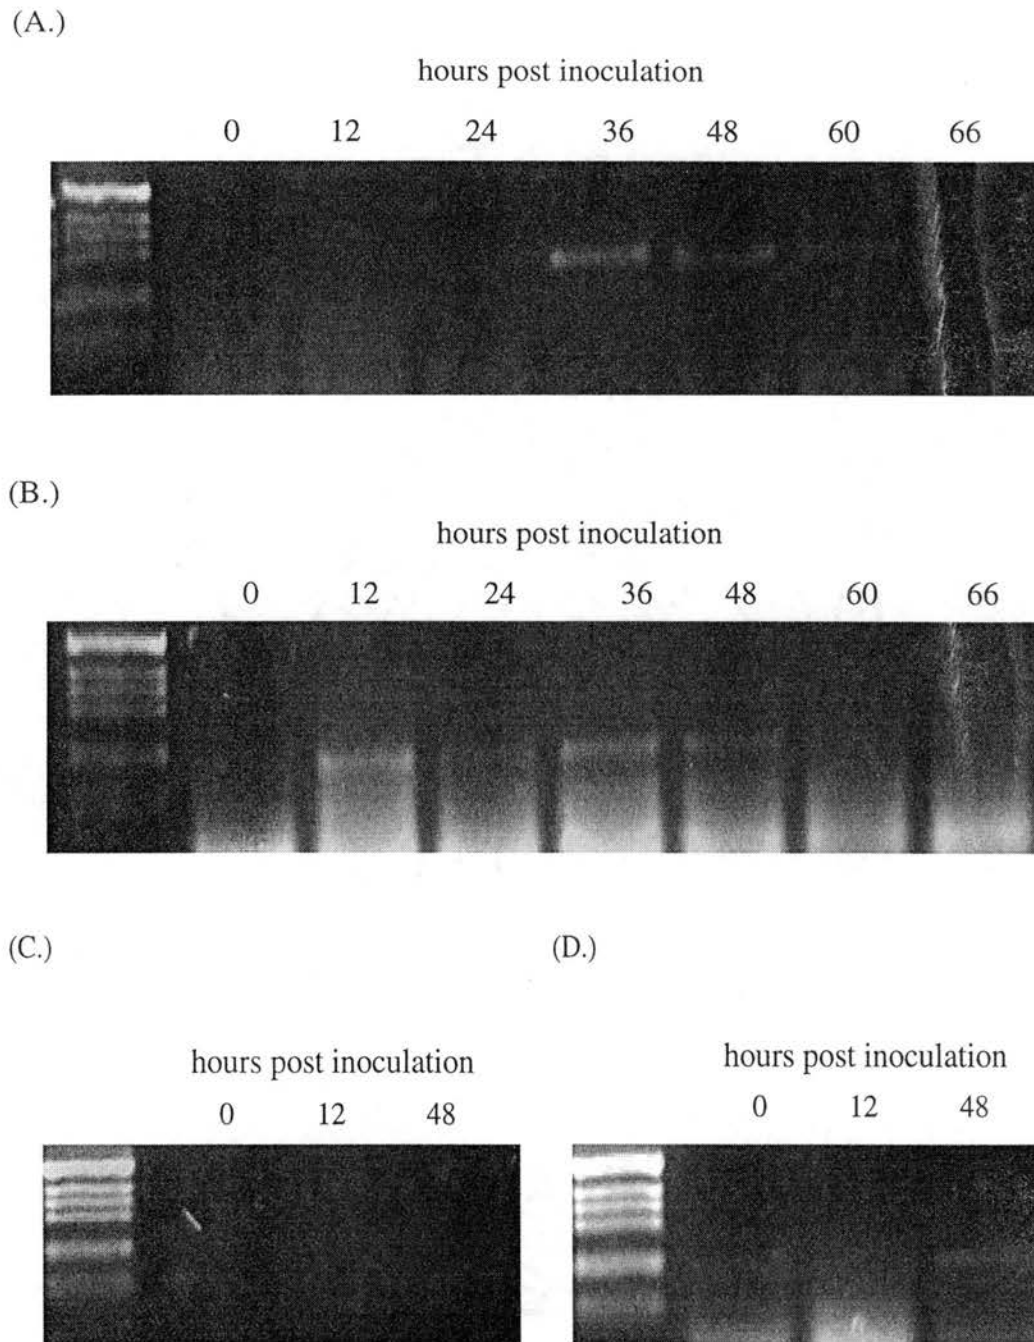 (A.)
hours post inoculation
0 12 24 36 48 60 66
(B.)
hours post inoculation
0 12 24 36 48 60 66
(C.)
hours post inoculation
0 12 48
(D.)
hours post inoculation
0 12 48